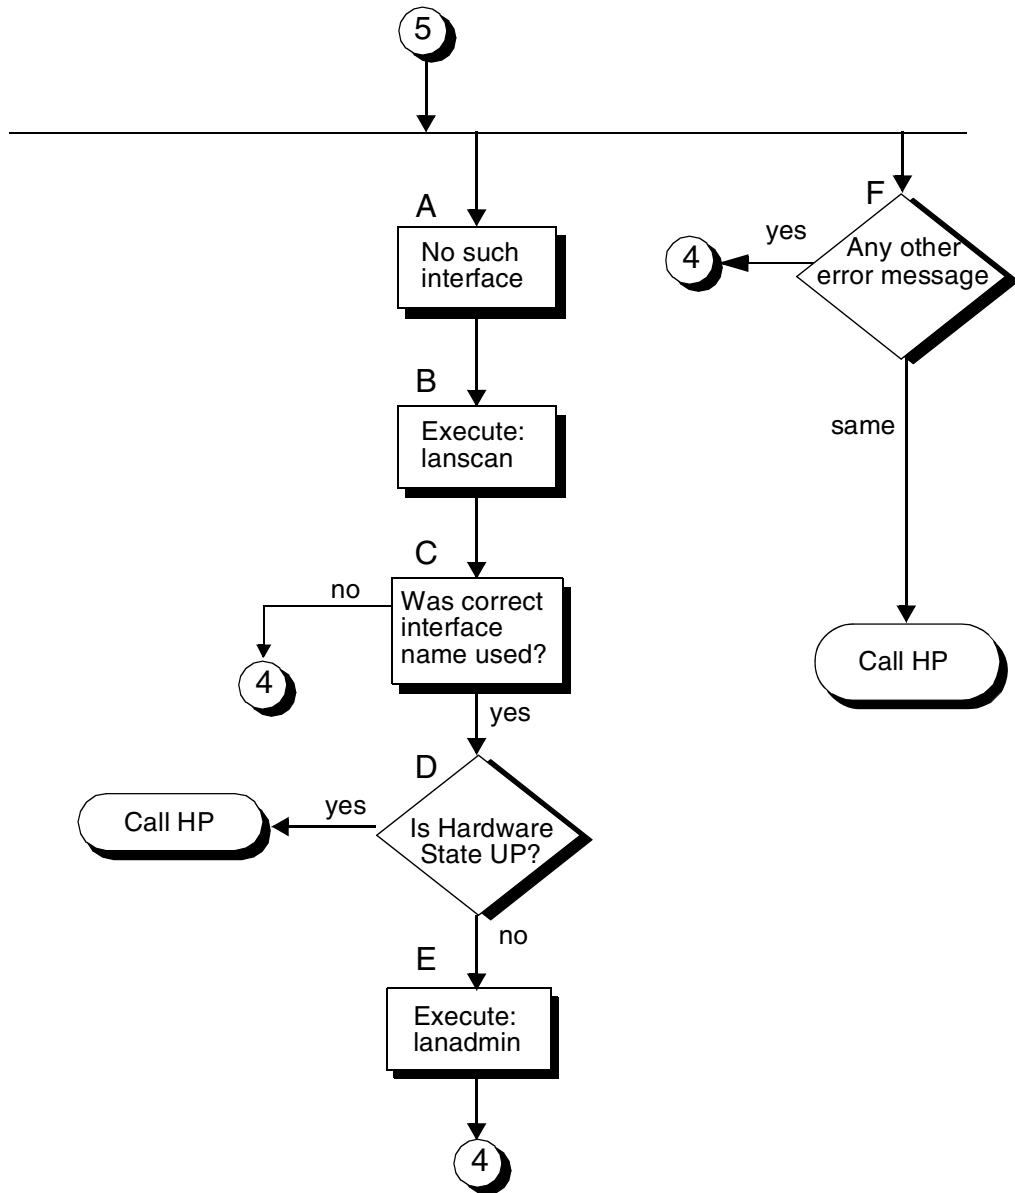 5
A
No such
interface
B
Execute:
lanscan
C
Was correct
interface
name used?
no
4
yes
D
Is Hardware
State UP?
yes
Call HP
no
E
Execute:
lanadmin
4
F
Any other
error message
yes
4
same
Call HP